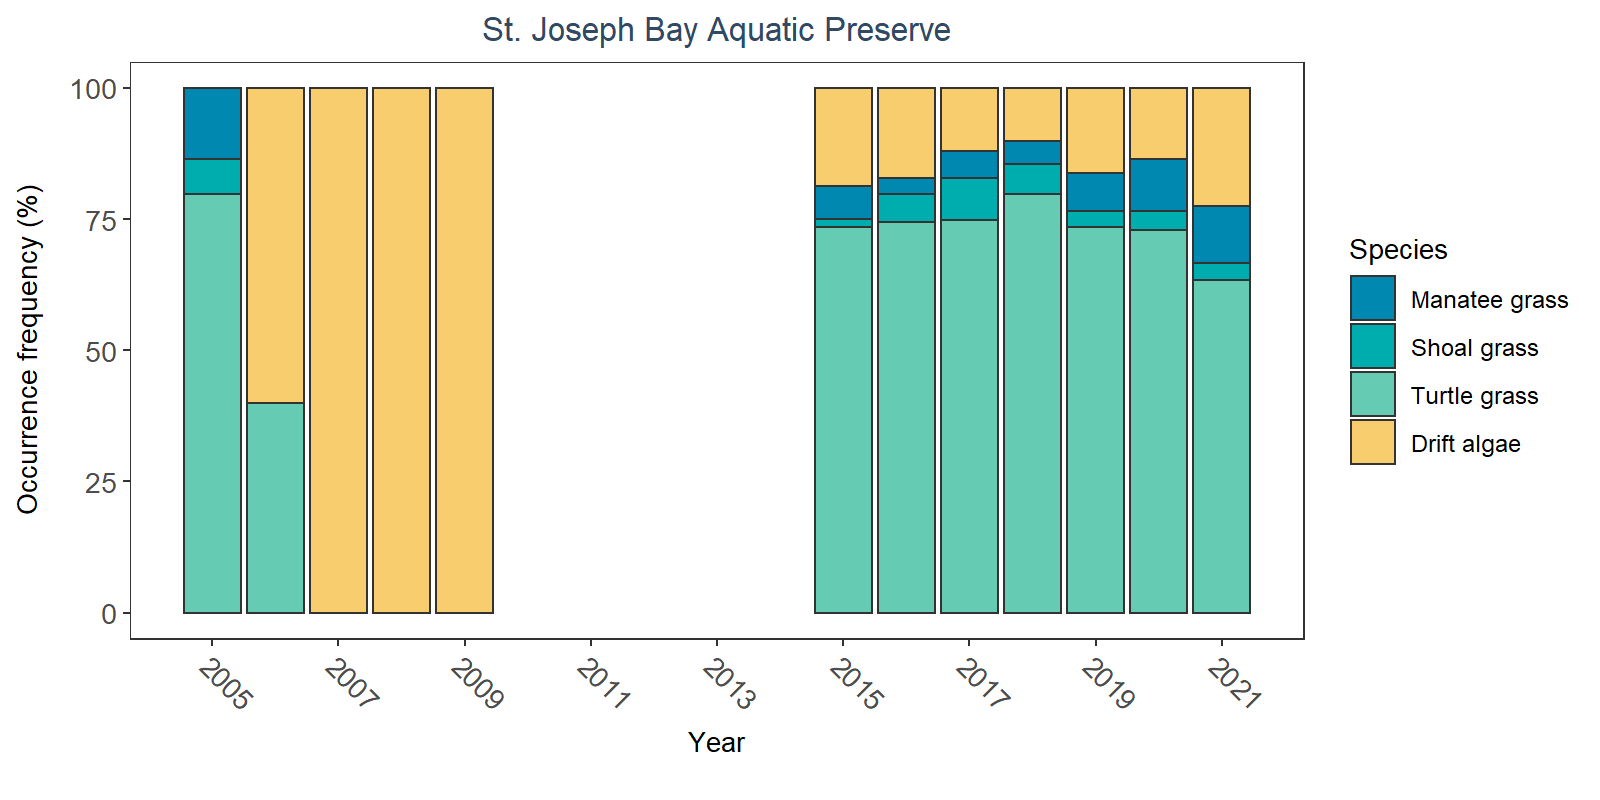 St. Joseph Bay Aquatic Preserve
Occurrence frequency (%)
100
75
50
25
0
2005
2007
2009
2011
2013
2015
2017
2019
2021
Year
Species
Manatee grass
Shoal grass
Turtle grass
Drift algae